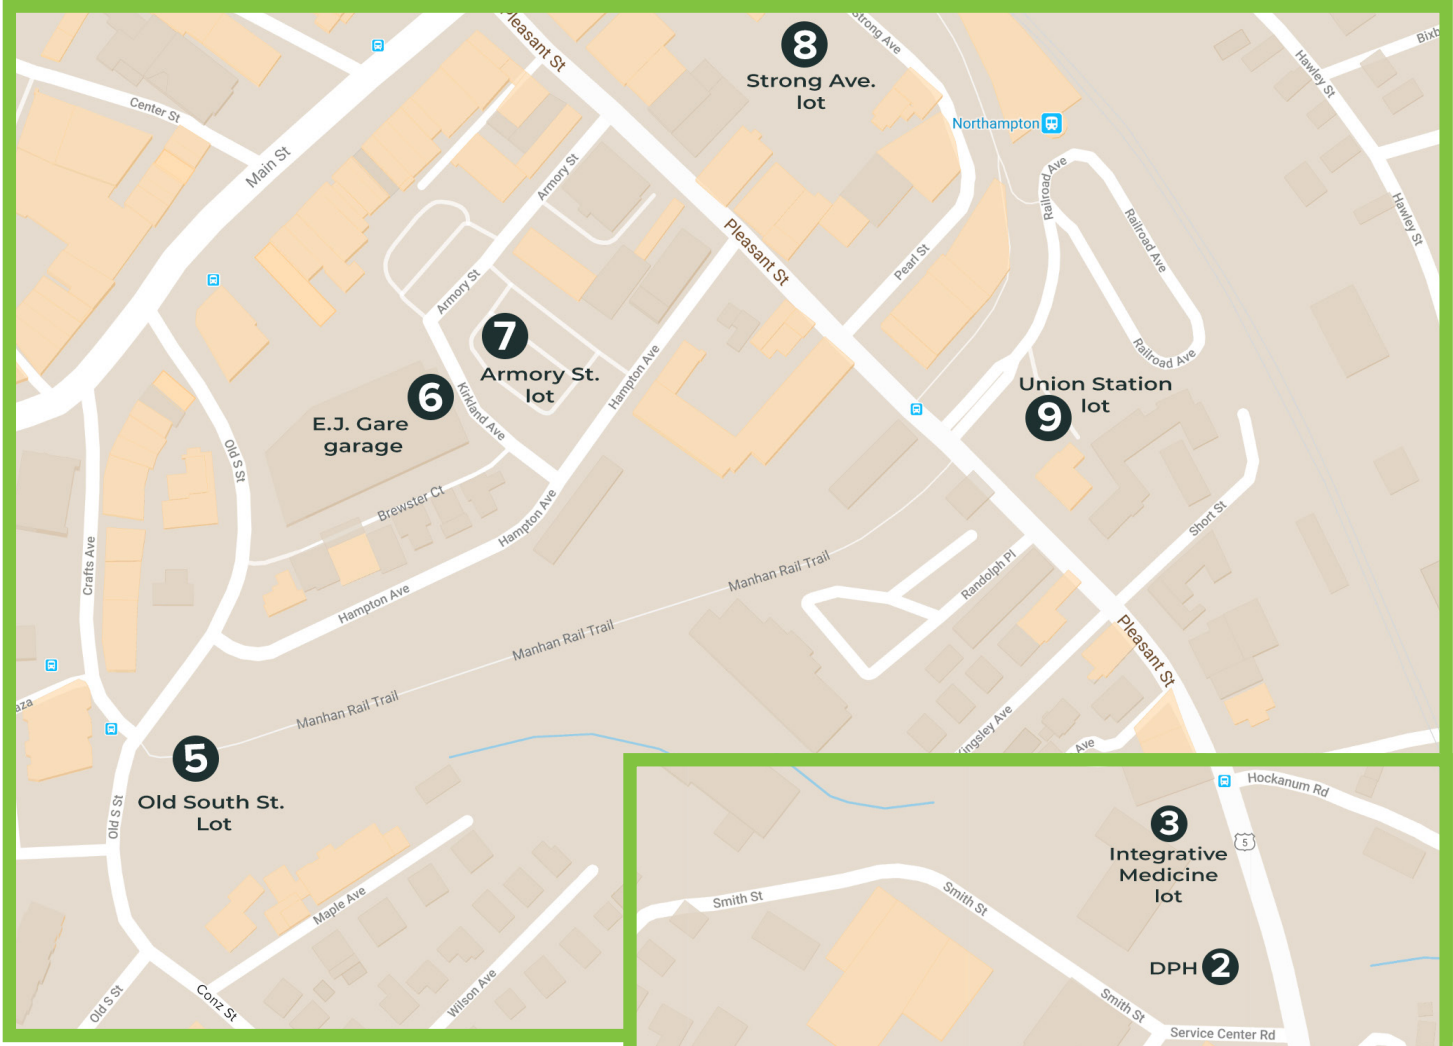 Pleasant St
8
Strong Ave.
lot
Strong Ave
Hawley St
Center St
Main St
Northampton
Armory St
Railroad Ave
Hawley St
Railroad Ave
Pleasant St
Pearl St
Armory St
7
Armory St.
lot
Hampton Ave
Railroad Ave
Union Station
lot
9
6
E.J. Gare
garage
Kirkland Ave
Old S St
Brewster Ct
Hampton Ave
Short St
Crafts Ave
Hampton Ave
Manhan Rail Trail
Randolph Pl
Manhan Rail Trail
Pleasant St
Manhan Rail Trail
Kingsley Ave
Ave
5
Old South St.
Lot
Old S St
Maple Ave
Old S St
Conz St
Wilson Ave
Hockanum Rd
3
5
Integrative
Medicine
lot
Smith St
Smith St
DPH 2
Smith St
Service Center Rd